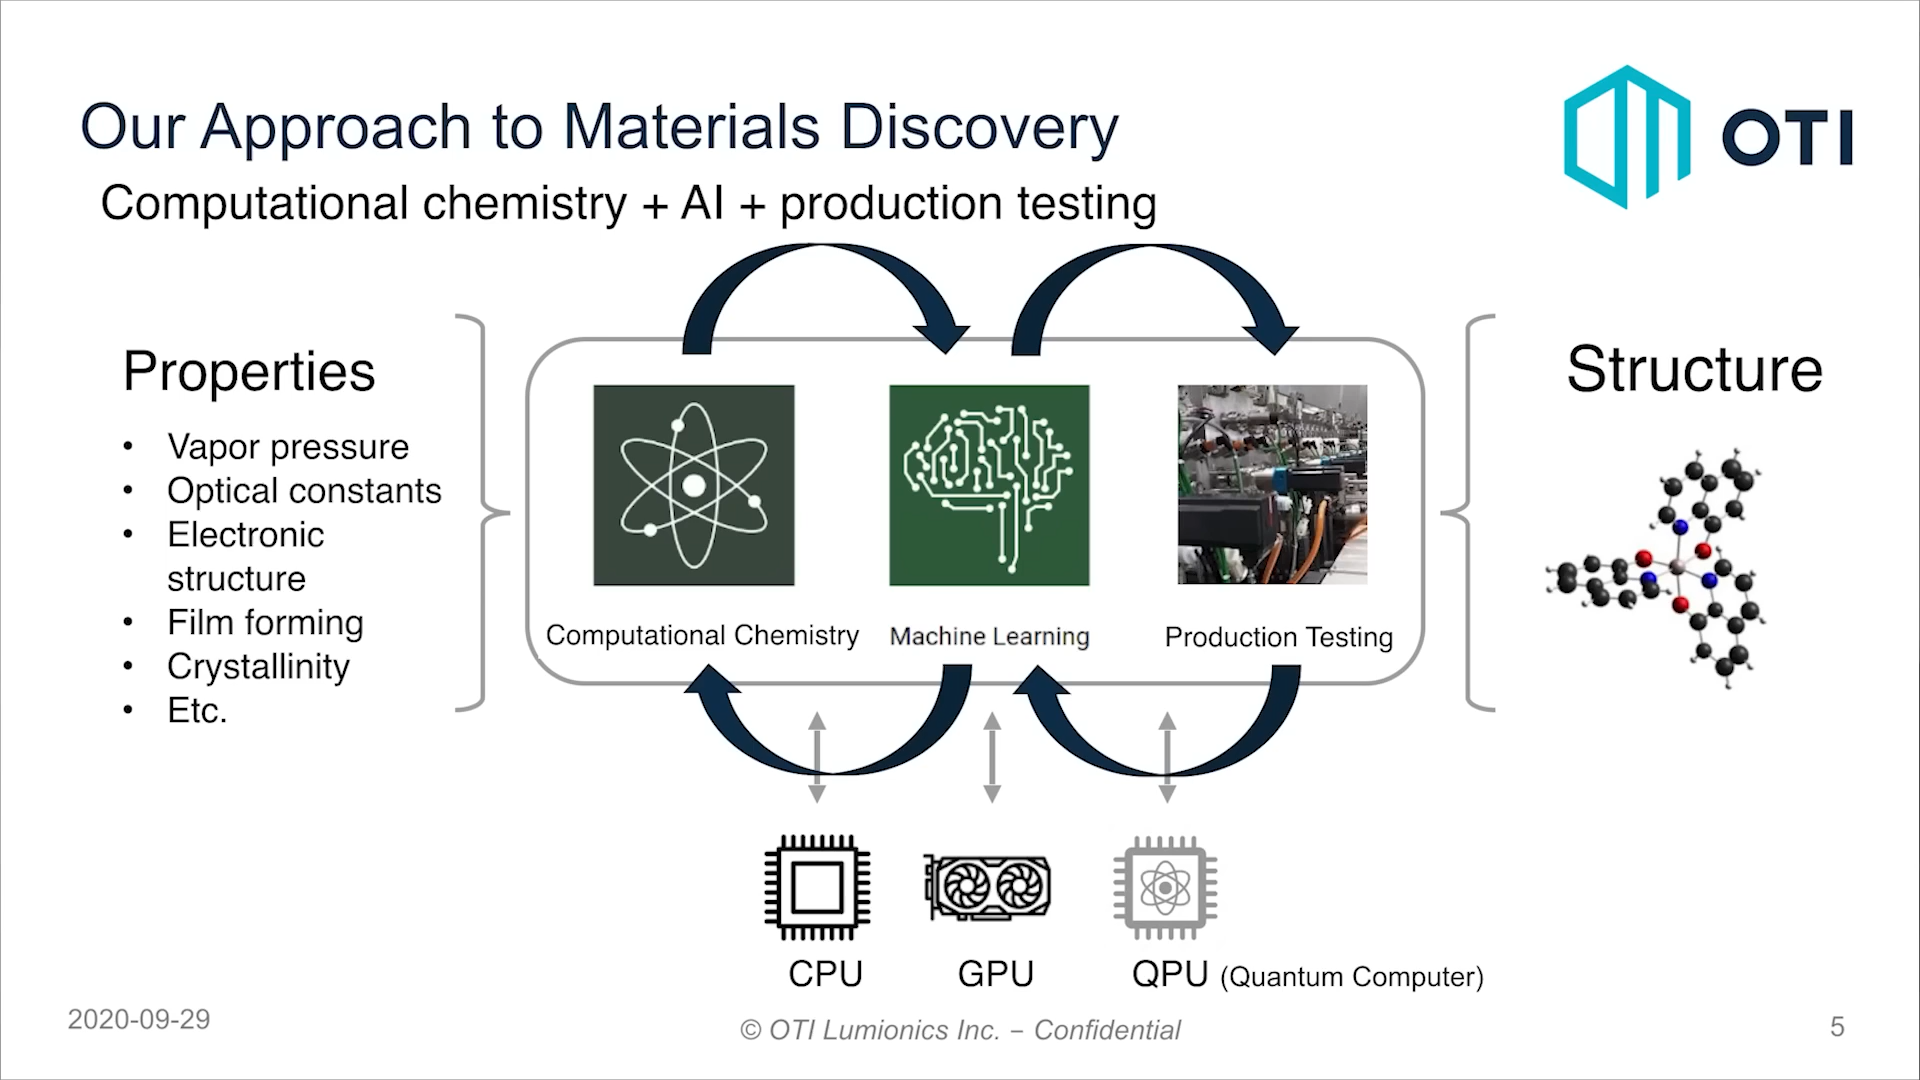 Our Approach to Materials Discovery
OTI
Computational chemistry + AI + production testing
Properties
• Vapor pressure
• Optical constants
• Electronic
structure
• Film forming
• Crystallinity
• Etc.
Computational Chemistry
Machine Learning
Production Testing
Structure
CPU
GPU
QPU (Quantum Computer)
2020-09-29
© OTI Lumionics Inc. – Confidential
5